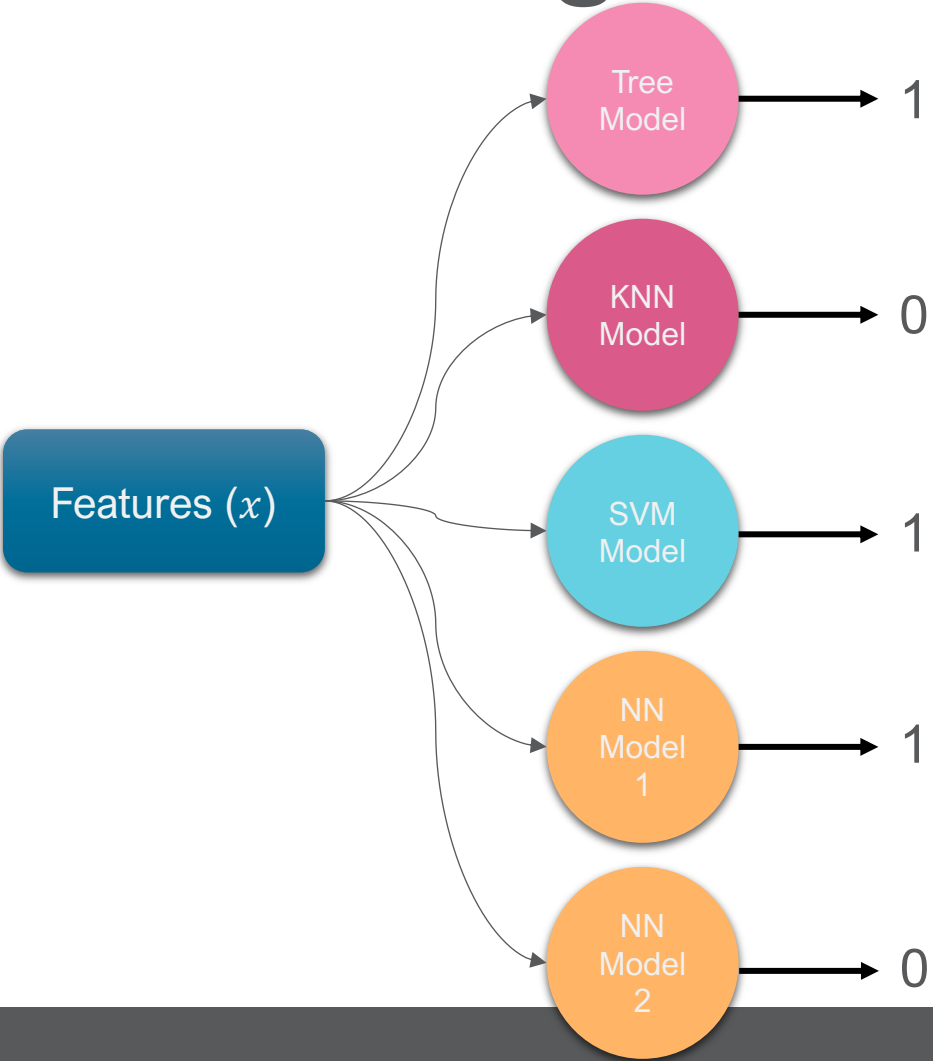 Tree
Model
1
KNN
Model
0
Features (x)
SVM
Model
1
NN
Model
1
1
NN
Model
2
0